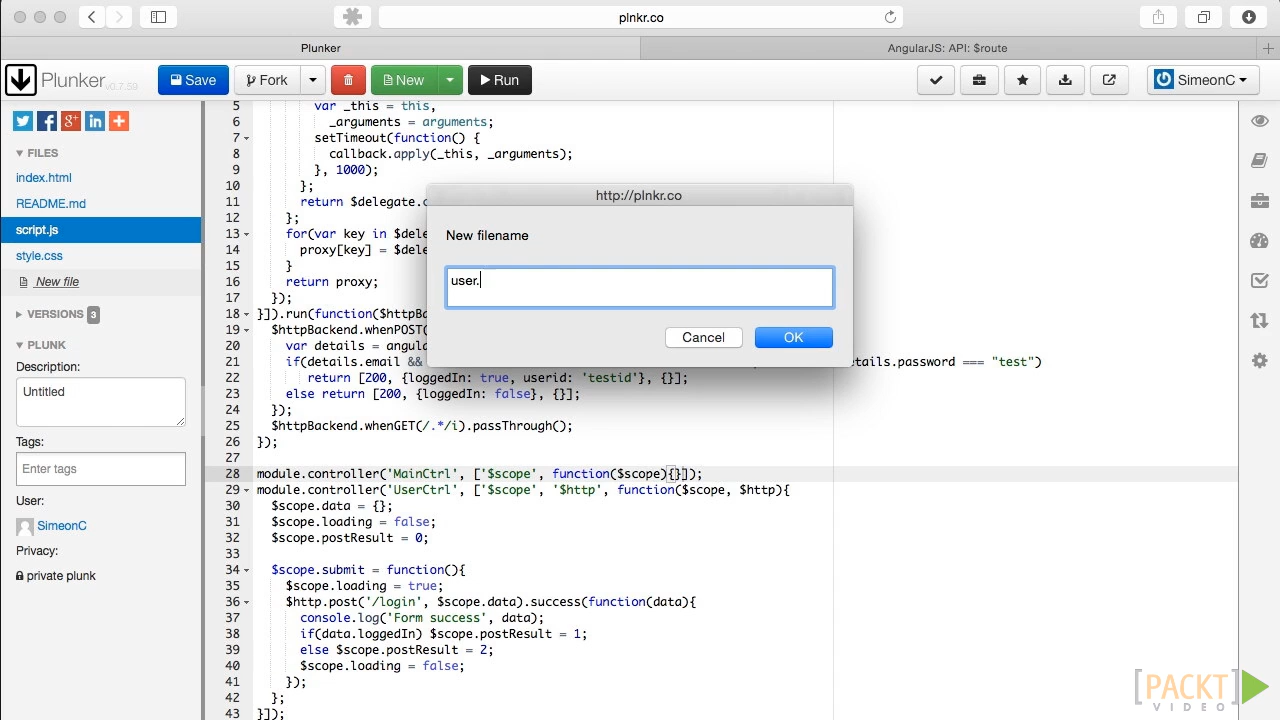 plnkr.co
Plunker
AngularJS: API: $route
Plunker v0.7.59
Save
Fork
New
Run
SimeonC
FILES
index.html
README.md
script.js
style.css
New file
VERSIONS 3
PLUNK
Description:
Untitled
Tags:
Enter tags
User:
SimeonC
Privacy:
private plunk
5 var _this = this,
6 _arguments = arguments;
7 setTimeout(function() {
8 callback.apply(_this, _arguments);
9 }, 1000);
10 };
11 return $delegate.
12 };
13 for(var key in $dele
14 proxy[key] = $dele
15 }
16 return proxy;
17 });
18 }]).run(function($httpBa
19 $httpBackend.whenPOST(
20 var details = angula
21 if(details.email && etails.password === "test")
22 return [200, {loggedIn: true, userid: 'testid'}, {}];
23 else return [200, {loggedIn: false}, {}];
24 });
25 $httpBackend.whenGET(/.*/i).passThrough();
26 });
27
28 module.controller('MainCtrl', ['$scope', function($scope){}]);
29 module.controller('UserCtrl', ['$scope', '$http', function($scope, $http){
30 $scope.data = {};
31 $scope.loading = false;
32 $scope.postResult = 0;
33
34 $scope.submit = function(){
35 $scope.loading = true;
36 $http.post('/login', $scope.data).success(function(data){
37 console.log('Form success', data);
38 if(data.loggedIn) $scope.postResult = 1;
39 else $scope.postResult = 2;
40 $scope.loading = false;
41 });
42 };
43 }]);
http://plnkr.co
New filename
user.
Cancel
OK
[PACKT]
VIDEO